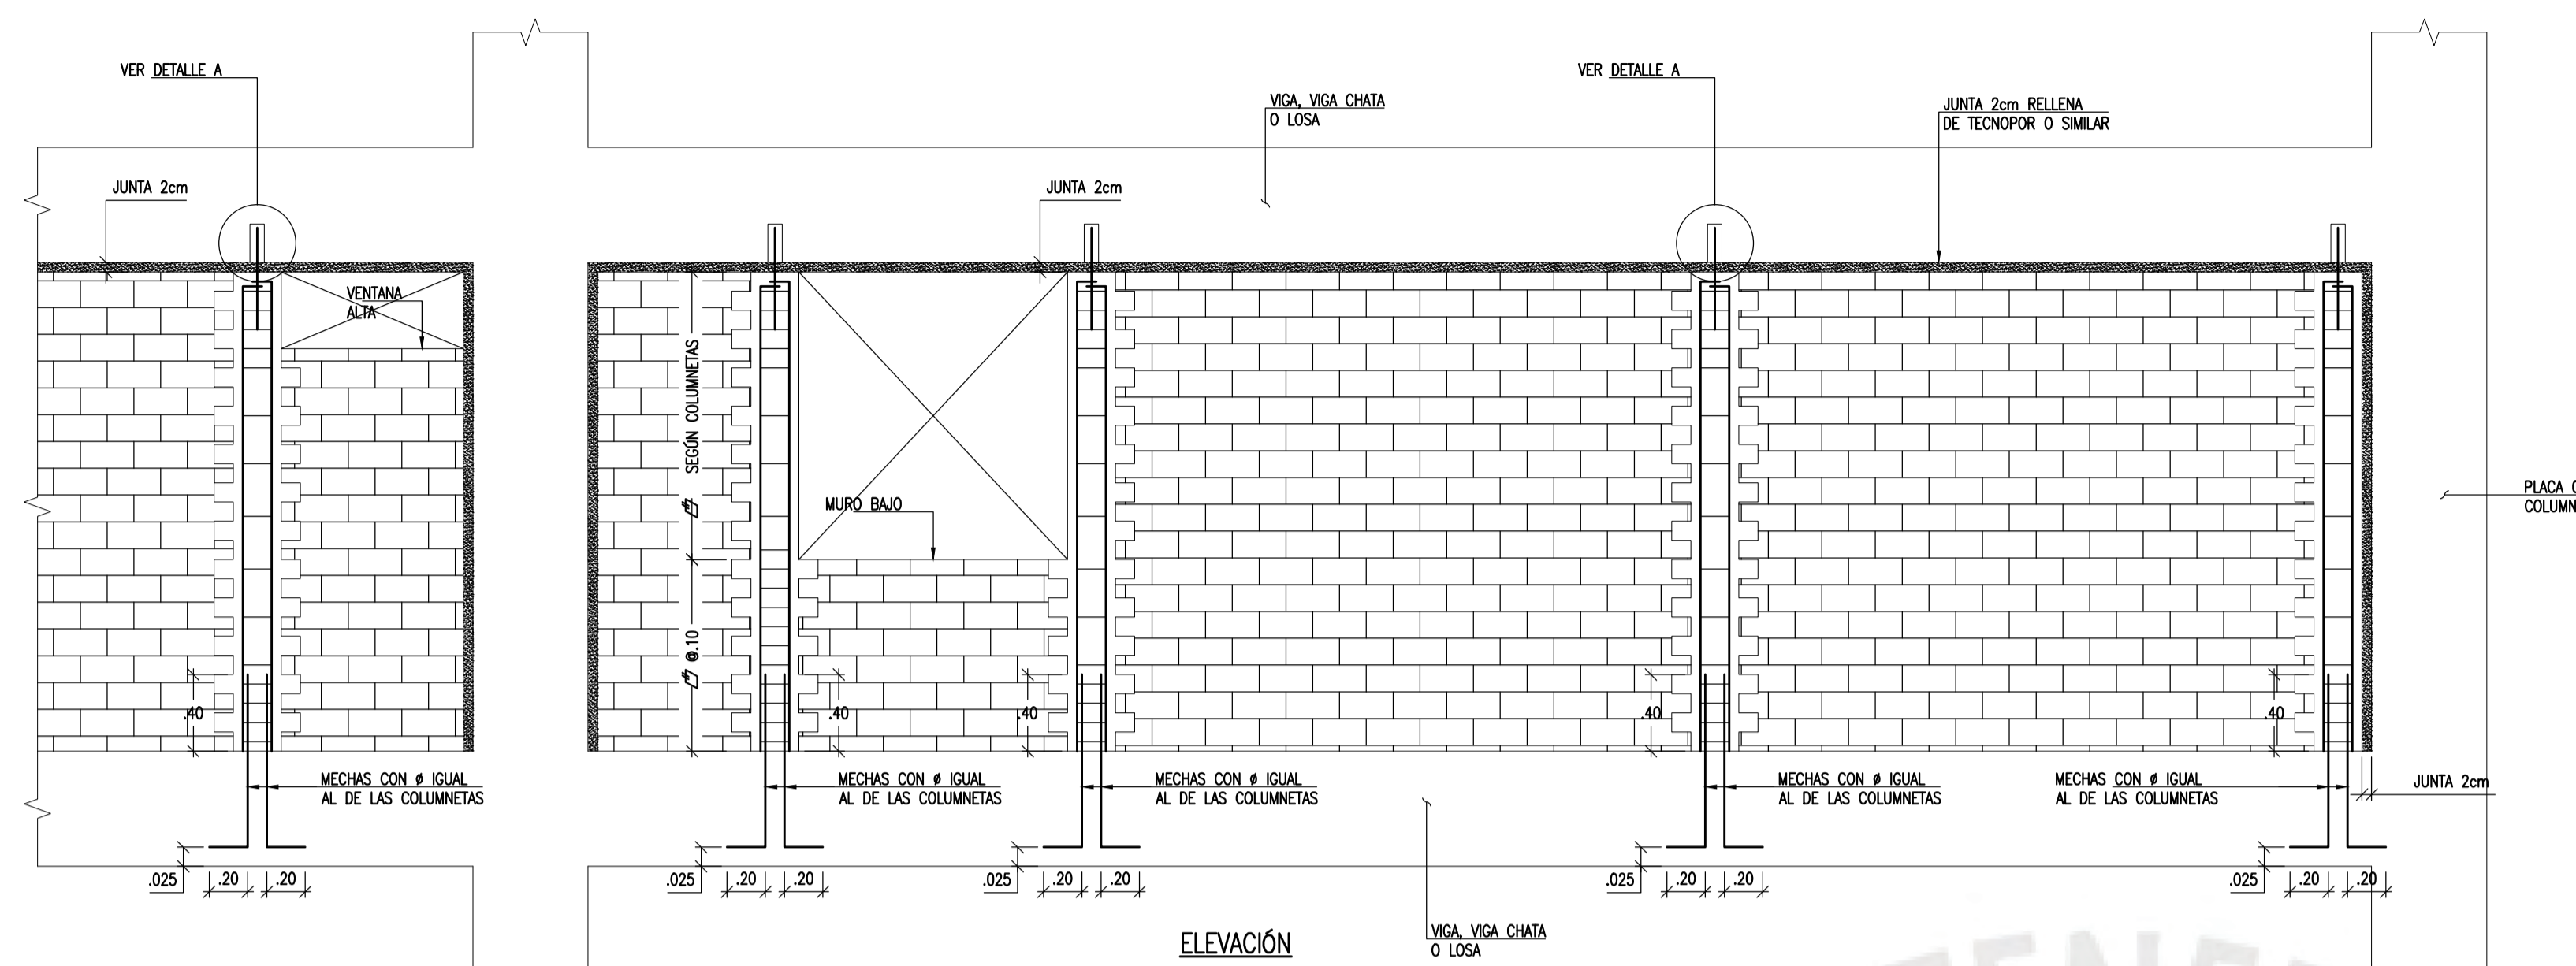 VER DETALLE A
VER DETALLE A
VIGA, VIGA CHATA
O LOSA
JUNTA 2cm RELLENA
DE TECNOPOR O SIMILAR
JUNTA 2cm
JUNTA 2cm
VENTANA
ALTA
SEGÚN COLUMNETAS
MURO BAJO
PLACA
@.10
.40
.40
.40
.40
.40
MECHAS CON ø IGUAL
AL DE LAS COLUMNETAS
MECHAS CON ø IGUAL
AL DE LAS COLUMNETAS
MECHAS CON ø IGUAL
AL DE LAS COLUMNETAS
MECHAS CON ø IGUAL
AL DE LAS COLUMNETAS
MECHAS CON ø IGUAL
AL DE LAS COLUMNETAS
JUNTA 2cm
.025 .20 .20
.025 .20 .20
.025 .20 .20
.025 .20 .20
.025 .20 .20
ELEVACIÓN
VIGA, VIGA CHATA
O LOSA